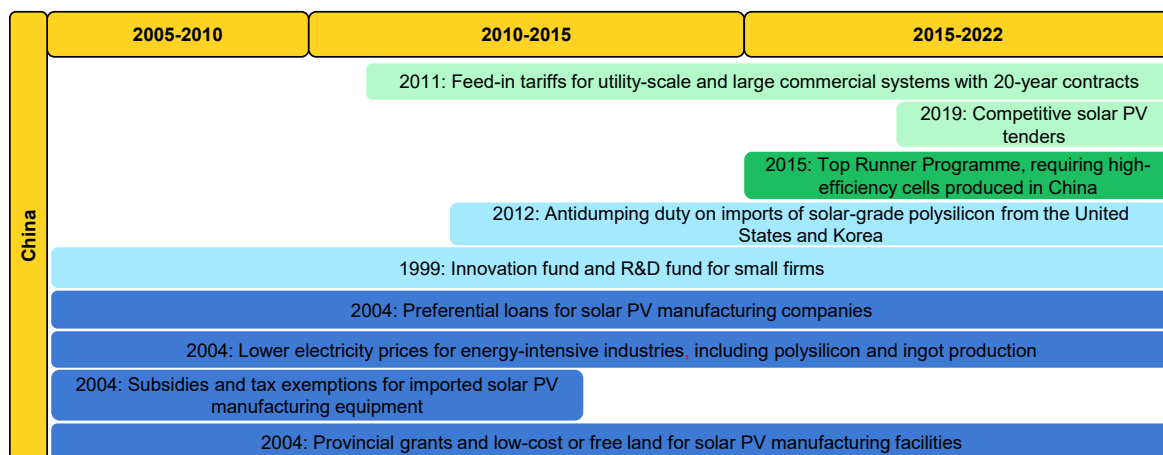 2005-2010
2010-2015
2015-2022
China
2011: Feed-in tariffs for utility-scale and large commercial systems with 20-year contracts
2019: Competitive solar PV
tenders
2015: Top Runner Programme, requiring high-
efficiency cells produced in China
2012: Antidumping duty on imports of solar-grade polysilicon from the United
States and Korea
1999: Innovation fund and R&D fund for small firms
2004: Preferential loans for solar PV manufacturing companies
2004: Lower electricity prices for energy-intensive industries, including polysilicon and ingot production
2004: Subsidies and tax exemptions for imported solar PV
manufacturing equipment
2004: Provincial grants and low-cost or free land for solar PV manufacturing facilities